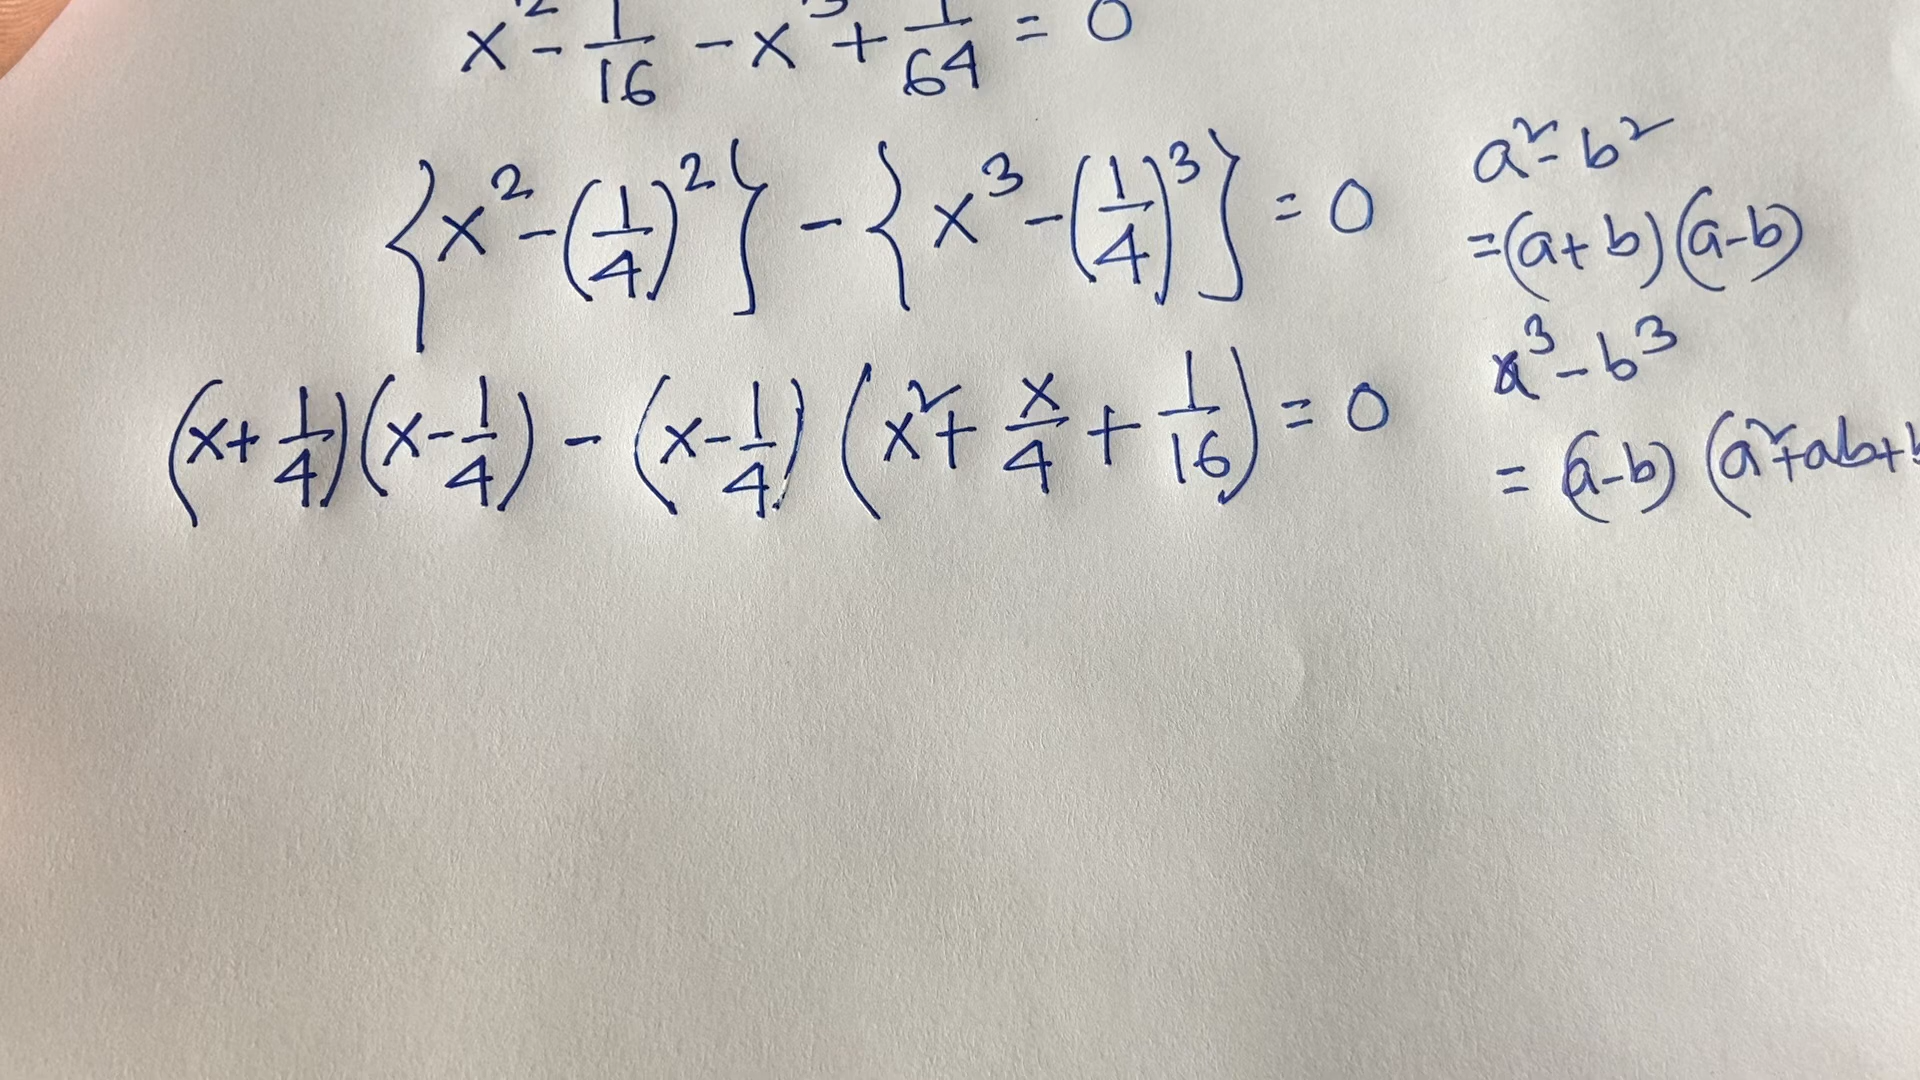 x² - 1/16 - x³ + 1/64 = 0
{x² - (1/4)²} - {x³ - (1/4)³} = 0
(x + 1/4)(x - 1/4) - (x - 1/4)(x² + x/4 + 1/16) = 0
a² - b²
= (a + b)(a - b)
a³ - b³
= (a - b)(a² + ab + b